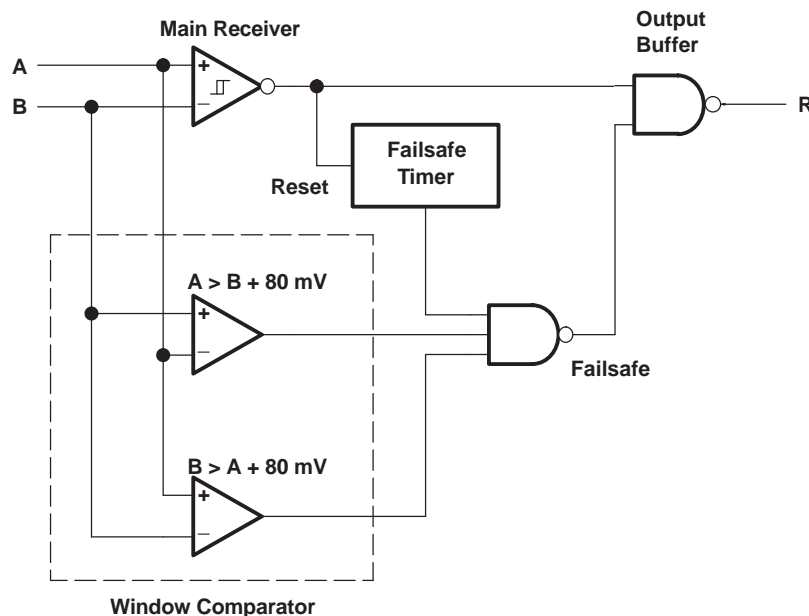 Output
Buffer
Main Receiver
A
+
_
B
R
Failsafe
Timer
Reset
A > B + 80 mV
+
_
Failsafe
B > A + 80 mV
+
_
Window Comparator